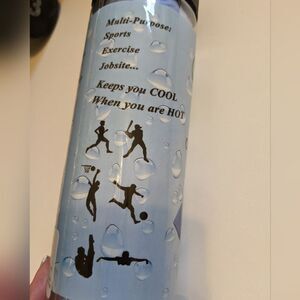 Multi-Purpose:
Sports
Exercise
Jobsite...
Keeps you COOL
When you are HOT